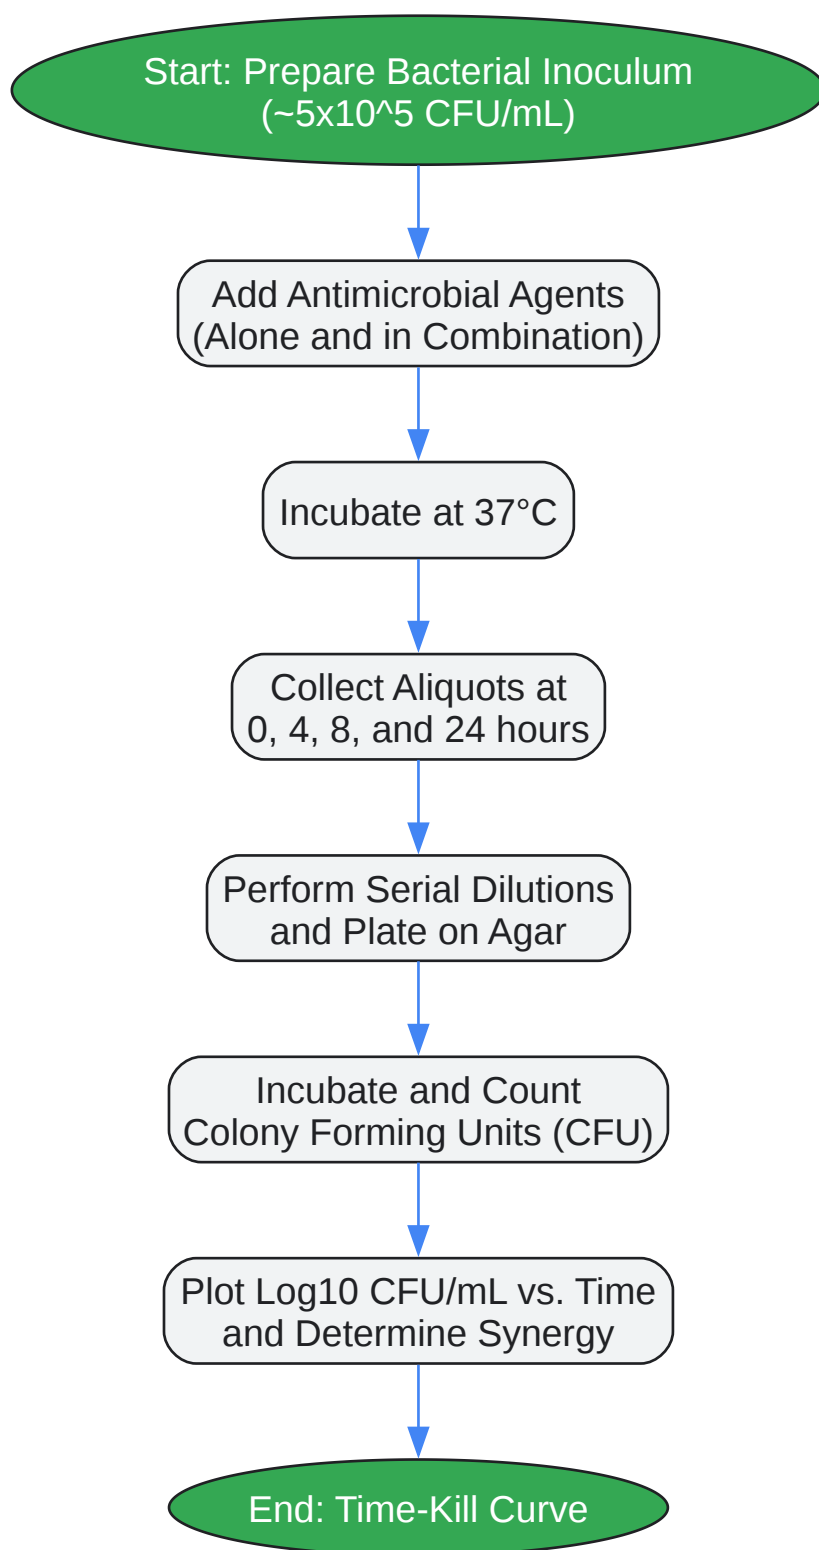 Start: Prepare Bacterial Inoculum
(~5x10^5 CFU/mL)
Add Antimicrobial Agents
(Alone and in Combination)
Incubate at 37°C
Collect Aliquots at
0, 4, 8, and 24 hours
Perform Serial Dilutions
and Plate on Agar
Incubate and Count
Colony Forming Units (CFU)
Plot Log10 CFU/mL vs. Time
and Determine Synergy
End: Time-Kill Curve